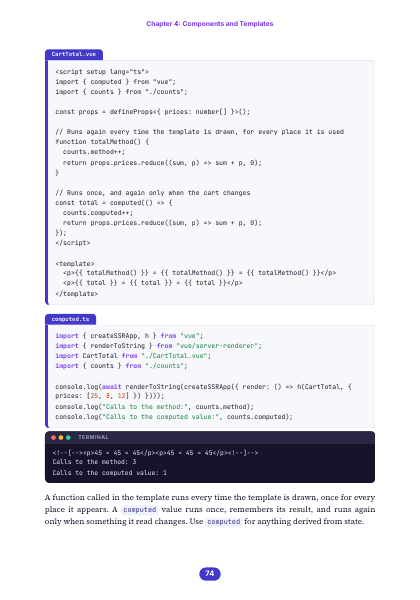 Chapter 4: Components and Templates
CartTotal.vue
<script setup lang="ts">
import { computed } from "vue";
import { counts } from "./counts";
const props = defineProps<{ prices: number[] }>();
// Runs again every time the template is drawn, for every place it is used
function totalMethod() {
  counts.method++;
  return props.prices.reduce((sum, p) => sum + p, 0);
}
// Runs once, and again only when the cart changes
const total = computed(() => {
  counts.computed++;
  return props.prices.reduce((sum, p) => sum + p, 0);
});
</script>
<template>
  <p>{{ totalMethod() }} = {{ totalMethod() }} = {{ totalMethod() }}</p>
  <p>{{ total }} = {{ total }} = {{ total }}</p>
</template>
computed.ts
import { createSSRApp, h } from "vue";
import { renderToString } from "vue/server-renderer";
import CartTotal from "./CartTotal.vue";
import { counts } from "./counts";
console.log(await renderToString(createSSRApp({ render: () => h(CartTotal, {
prices: [25, 8, 12] }) })));
console.log("Calls to the method:", counts.method);
console.log("Calls to the computed value:", counts.computed);
TERMINAL
<!--[--><p>45 = 45 = 45</p><p>45 = 45 = 45</p><!--]-->
Calls to the method: 3
Calls to the computed value: 1
A function called in the template runs every time the template is drawn, once for every
place it appears. A computed value runs once, remembers its result, and runs again
only when something it read changes. Use computed for anything derived from state.
74